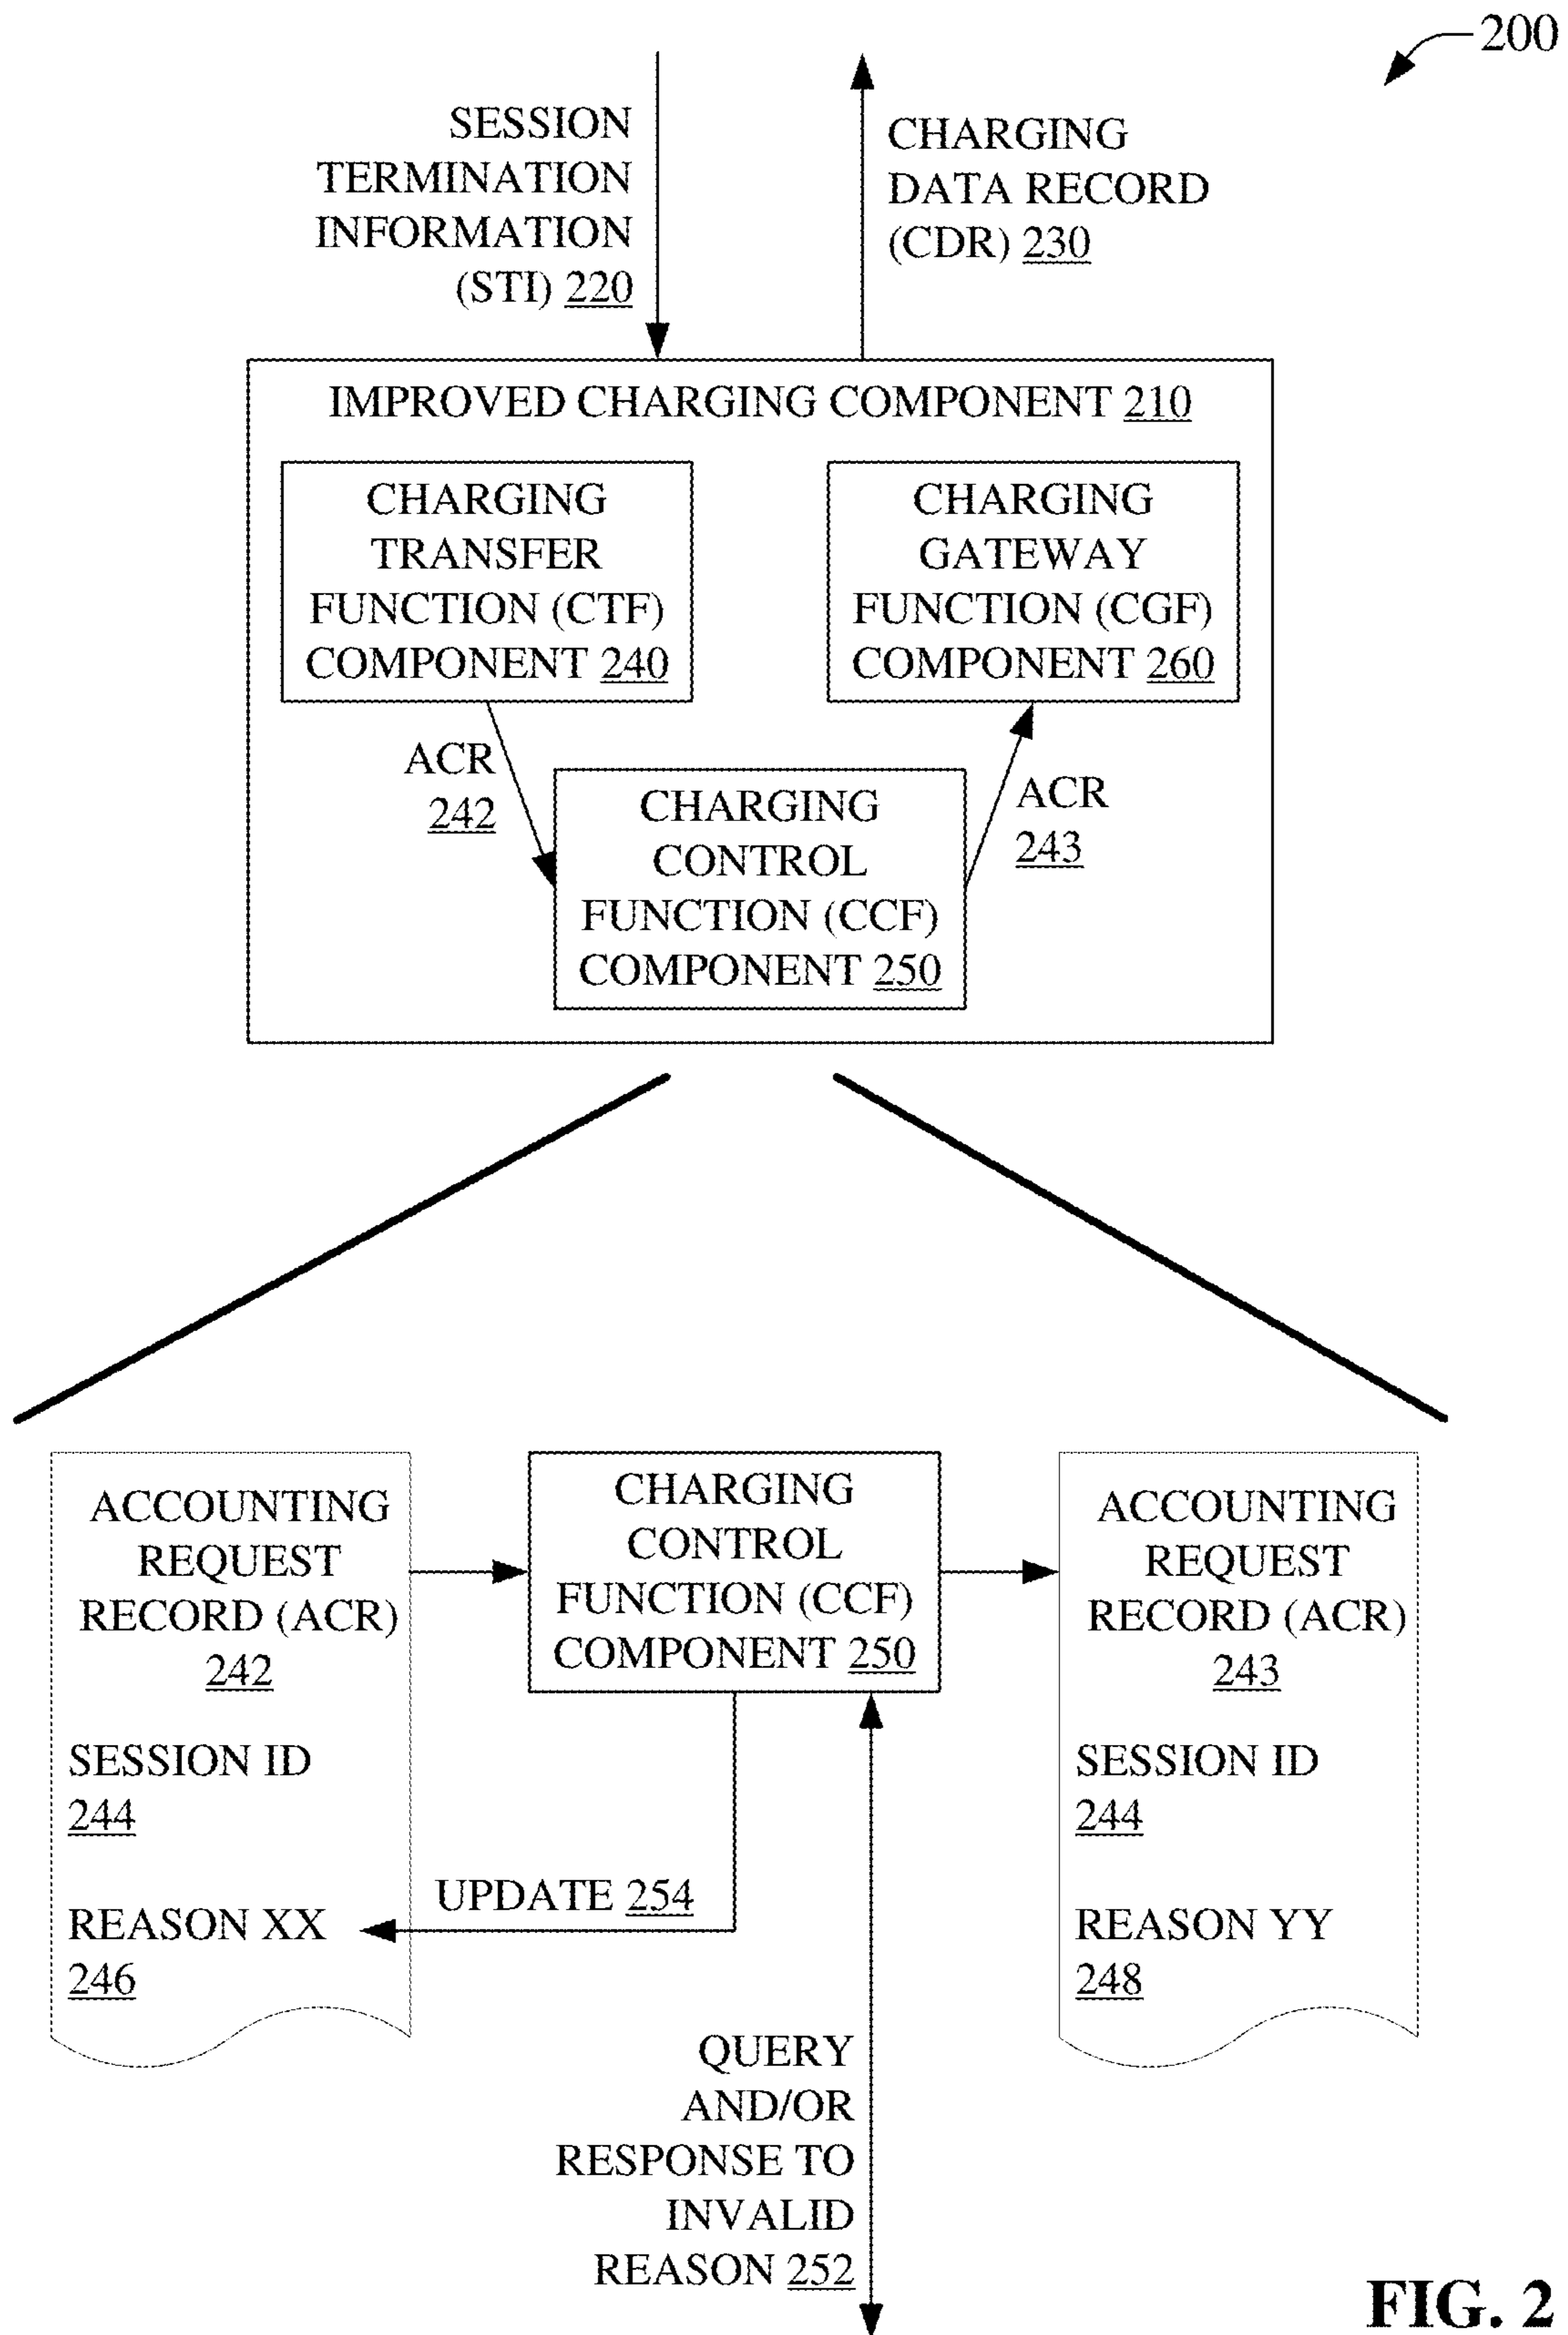 200
SESSION
TERMINATION
INFORMATION
(STI) 220
CHARGING
DATA RECORD
(CDR) 230
IMPROVED CHARGING COMPONENT 210
CHARGING
TRANSFER
FUNCTION (CTF)
COMPONENT 240
CHARGING
GATEWAY
FUNCTION (CGF)
COMPONENT 260
ACR
242
CHARGING
CONTROL
FUNCTION (CCF)
COMPONENT 250
ACR
243
ACCOUNTING
REQUEST
RECORD (ACR)
242
SESSION ID
244
REASON XX
246
CHARGING
CONTROL
FUNCTION (CCF)
COMPONENT 250
UPDATE 254
QUERY
AND/OR
RESPONSE TO
INVALID
REASON 252
ACCOUNTING
REQUEST
RECORD (ACR)
243
SESSION ID
244
REASON YY
248
FIG. 2